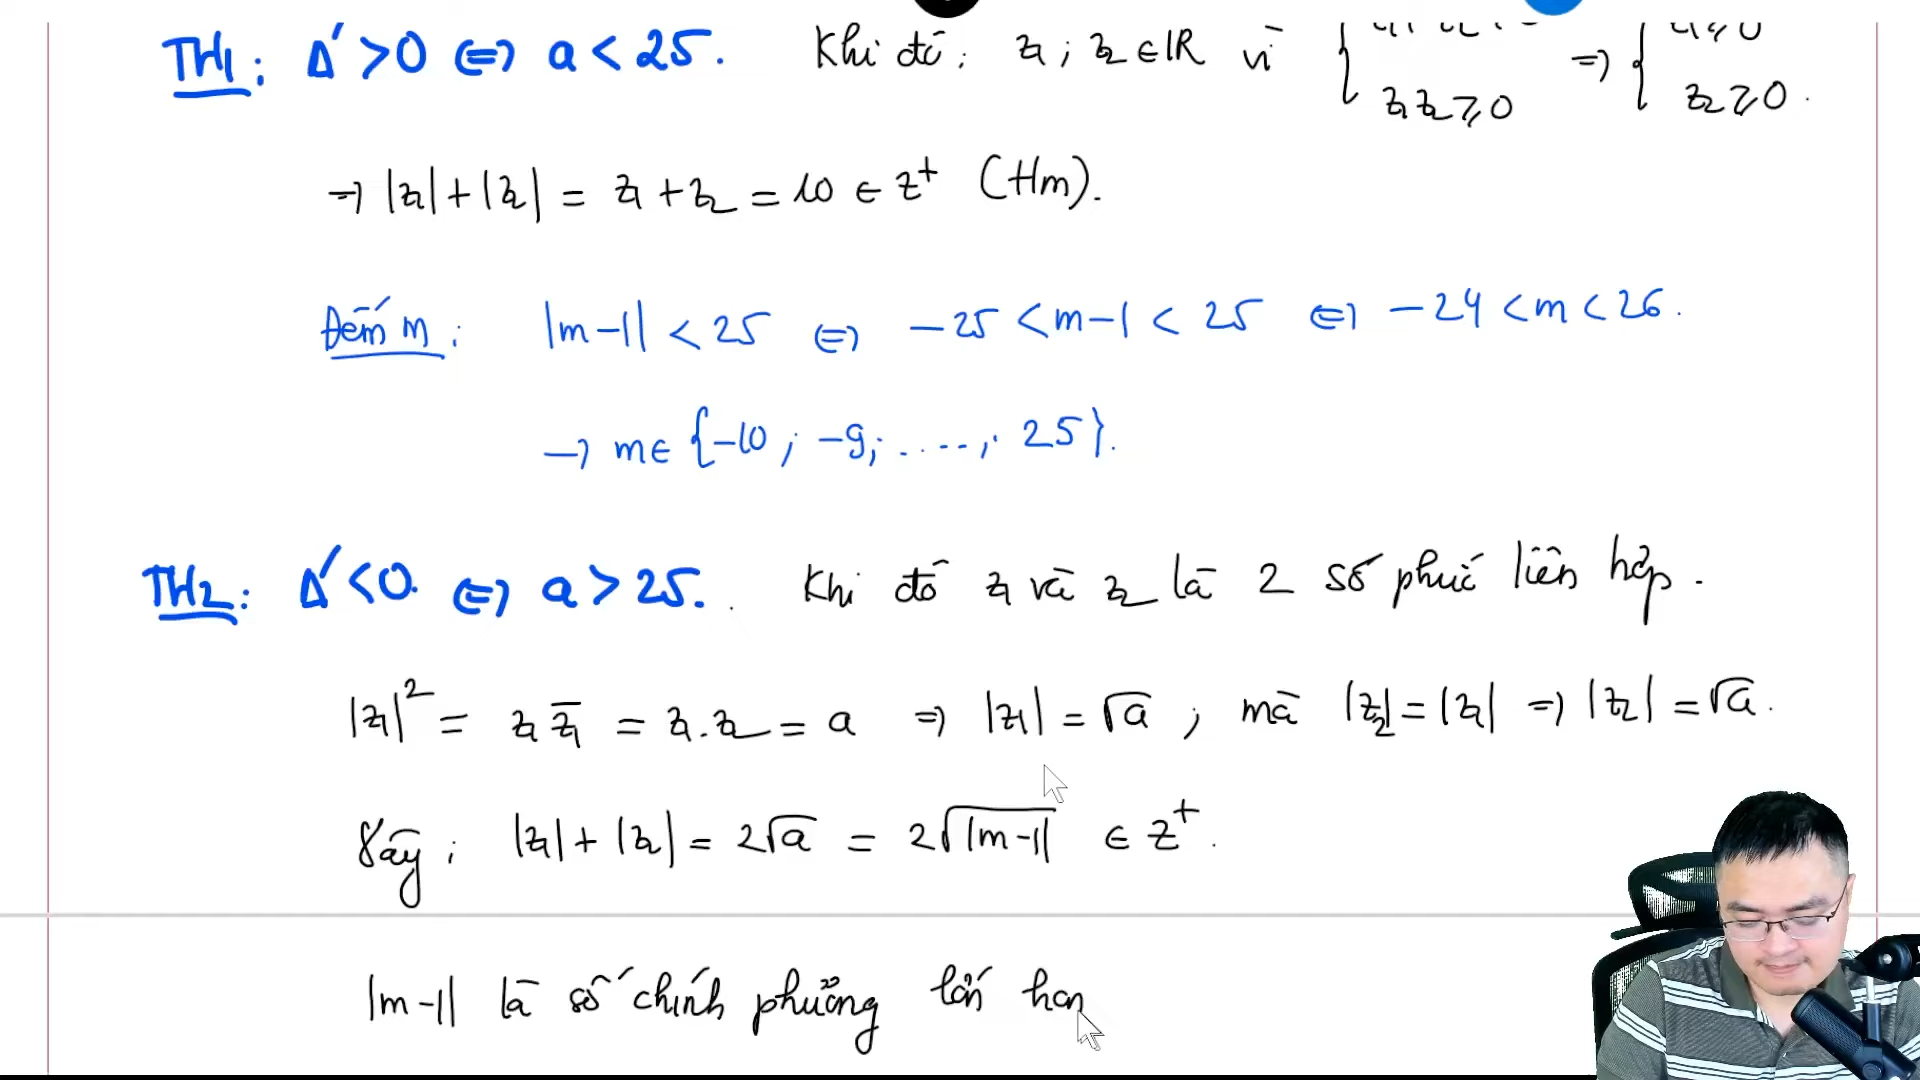 TH1: Δ' > 0 ⇔ a < 25. Khi đó: z1; z2 ∈ ℝ vì { z1 z2 ≥ 0 ⇒ { z2 ≥ 0.
⇒ |z1| + |z2| = z1 + z2 = 10 ∈ Z⁺ (tm).
Đếm m: |m-1| < 25 ⇔ -25 < m-1 < 25 ⇔ -24 < m < 26.
→ m ∈ {-10; -9; ....; 25}.
TH2: Δ' < 0. ⇔ a > 25. Khi đó z1 và z2 là 2 số phức liên hợp.
|z1|² = z1 z̄1 = z1.z2 = a ⇒ |z1| = √a ; mà |z2| = |z1| ⇒ |z2| = √a.
Vậy: |z1| + |z2| = 2√a = 2√|m-1| ∈ Z⁺.
|m-1| là số chính phương lớn hơn